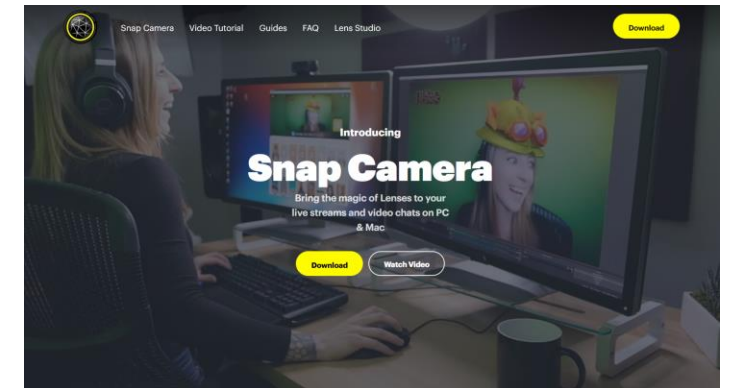 Snap Camera Video Tutorial Guides FAQ Lens Studio Download
Introducing
Snap Camera
Bring the magic of Lenses to your
live streams and video chats on PC
& Mac
Download Watch Video